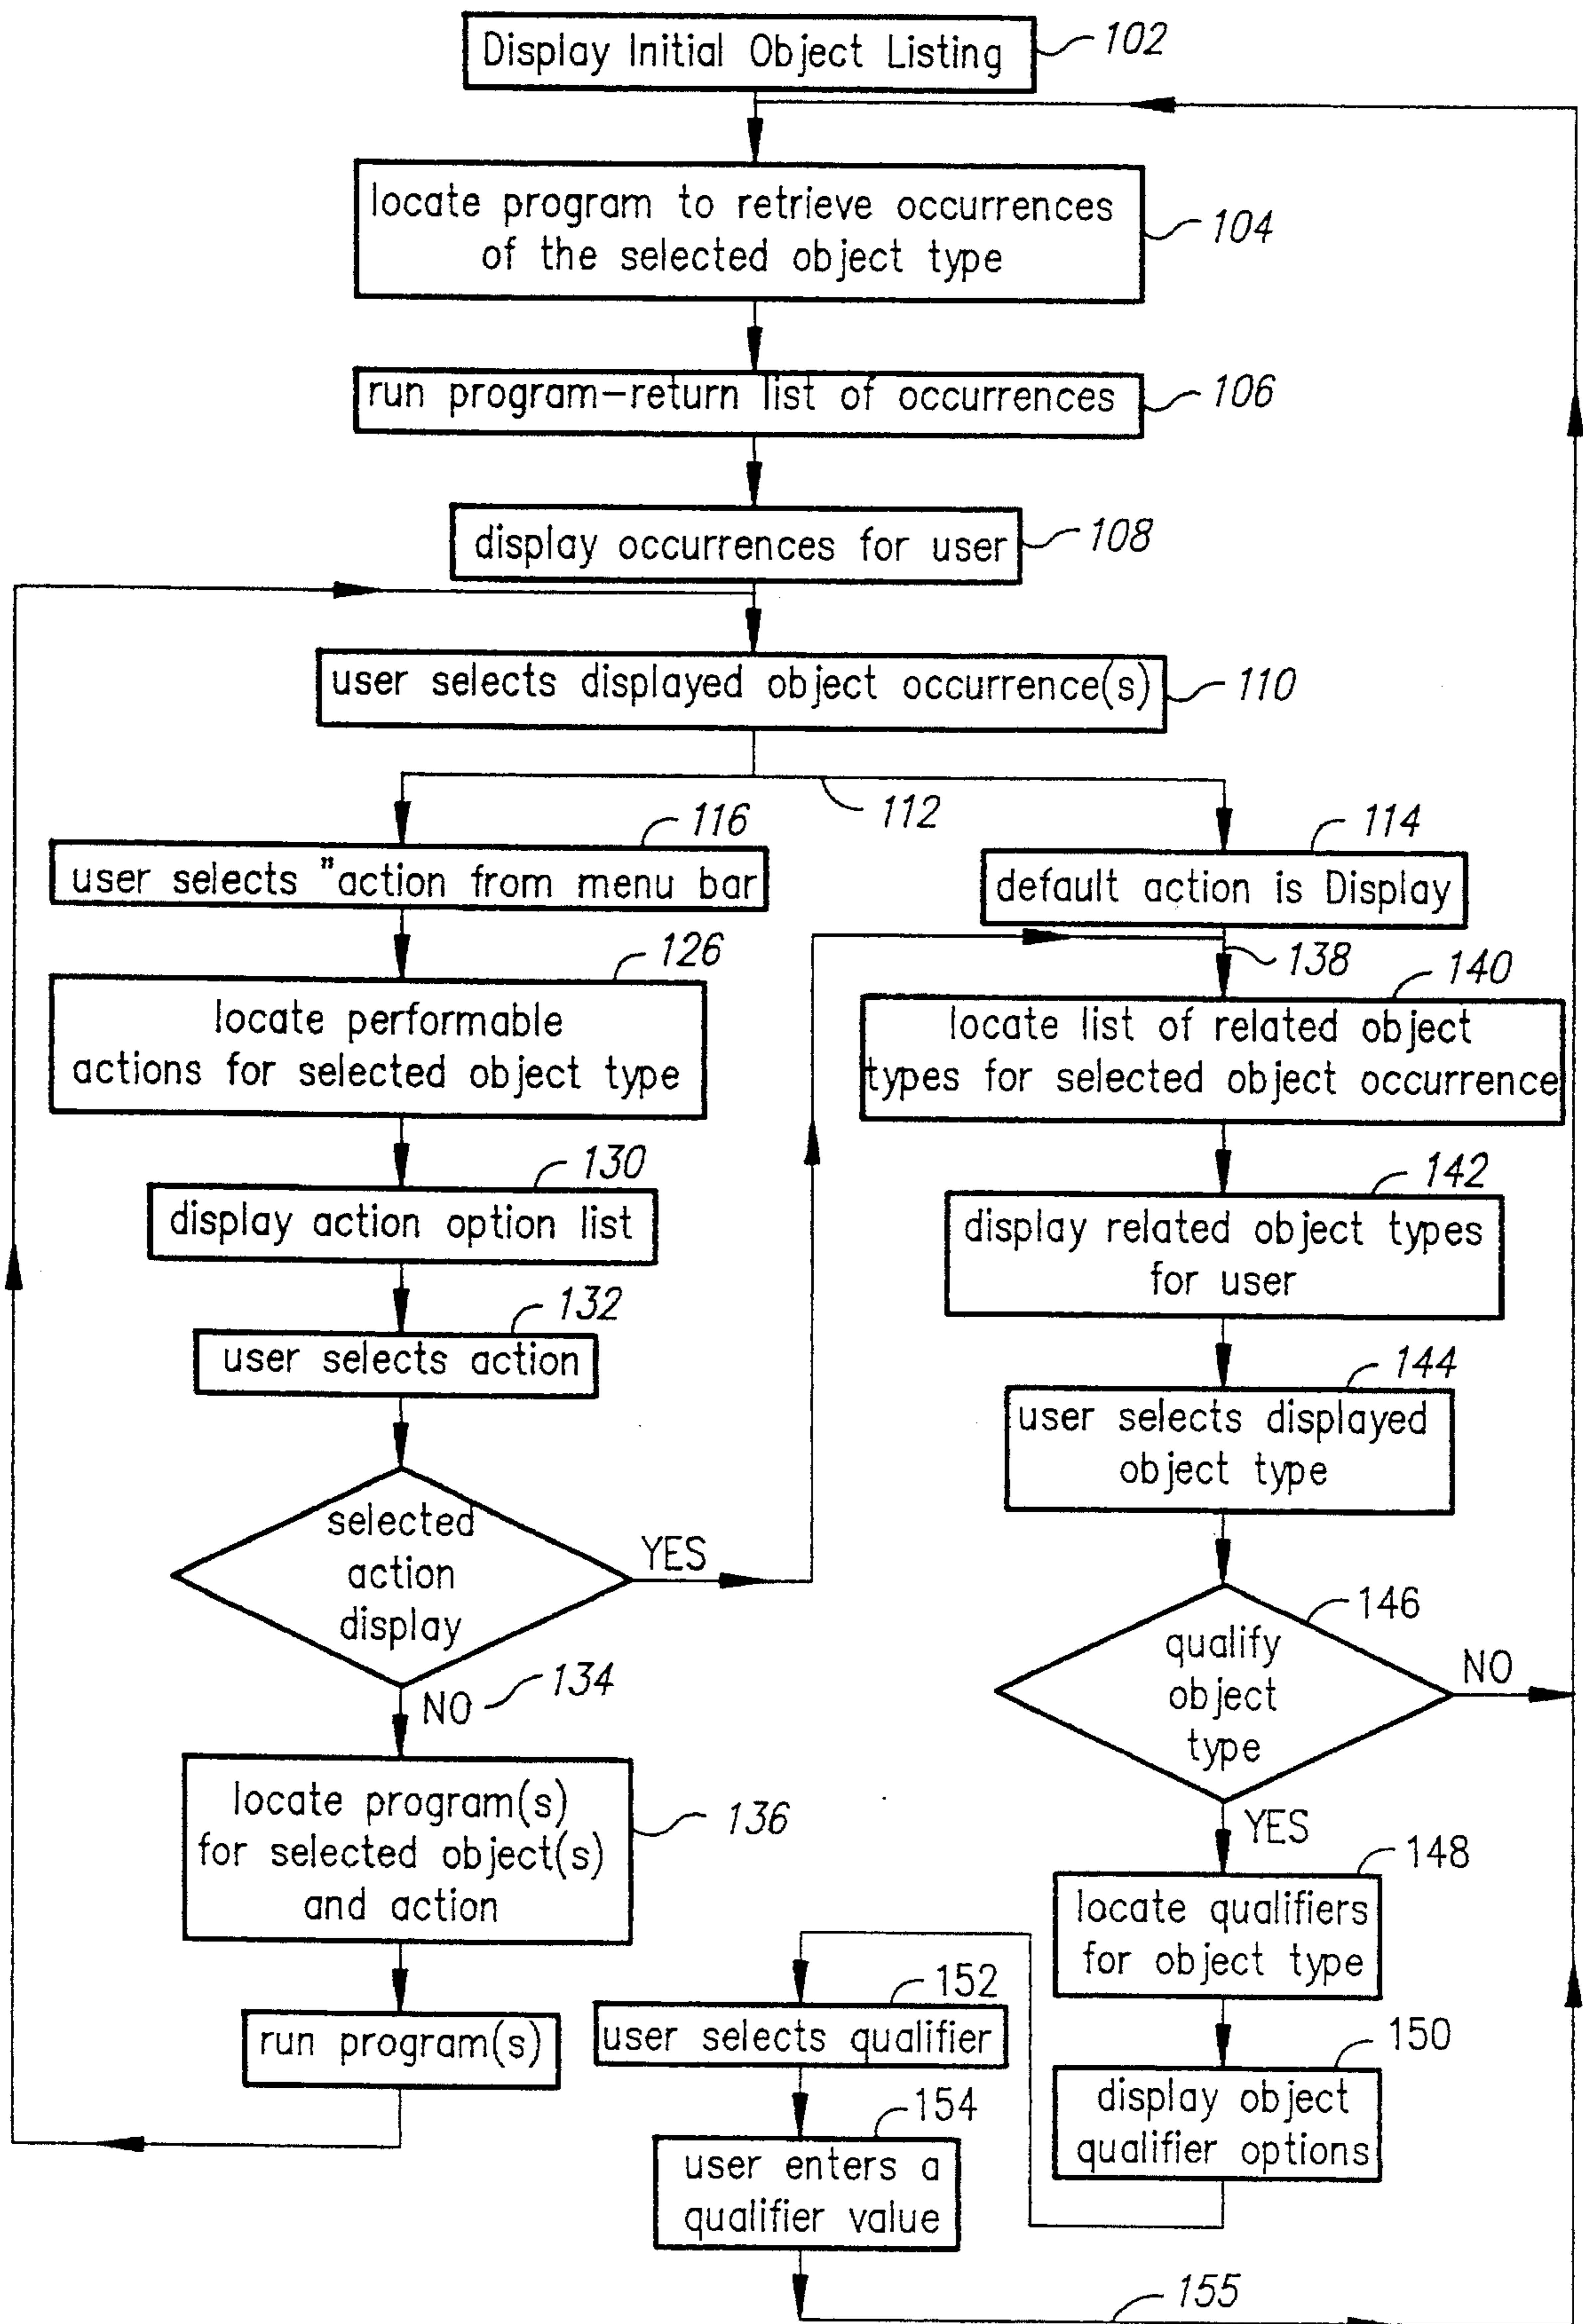 Display Initial Object Listing
102
locate program to retrieve occurrences
of the selected object type
104
run program-return list of occurrences
106
display occurrences for user
108
user selects displayed object occurrence(s)
110
112
116
user selects "action from menu bar
114
default action is Display
126
locate performable
actions for selected object type
138
140
locate list of related object
types for selected object occurrence
130
display action option list
142
display related object types
for user
132
user selects action
144
user selects displayed
object type
selected
action
display
YES
NO
134
146
qualify
object
type
NO
YES
locate program(s)
for selected object(s)
and action
136
148
locate qualifiers
for object type
run program(s)
152
user selects qualifier
150
display object
qualifier options
154
user enters a
qualifier value
155